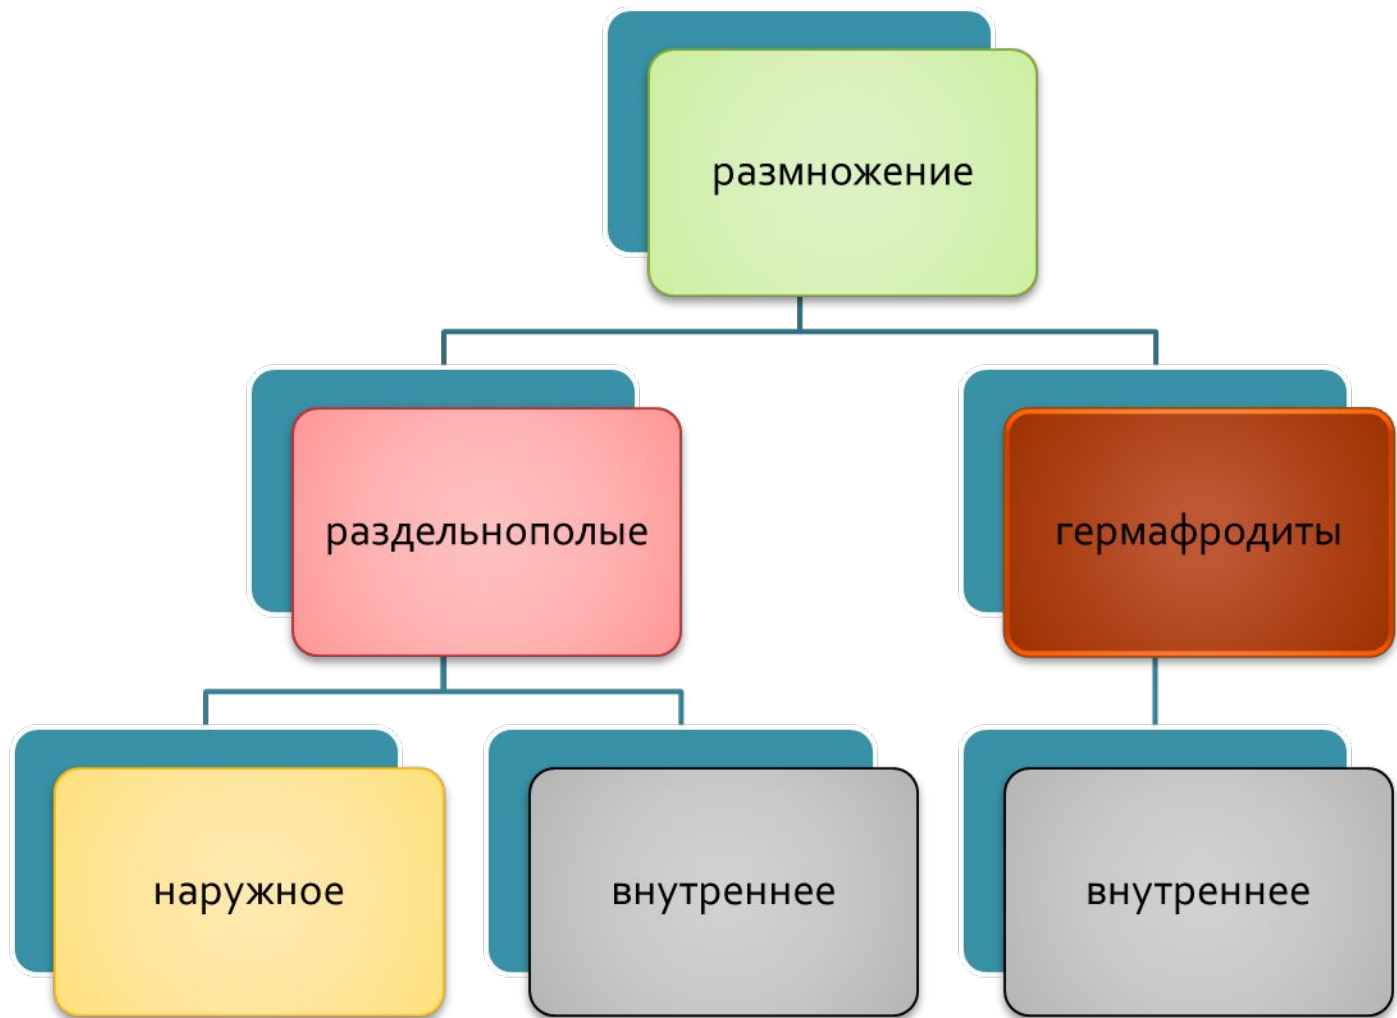 размножение
раздельнополые
гермафродиты
наружное
внутреннее
внутреннее